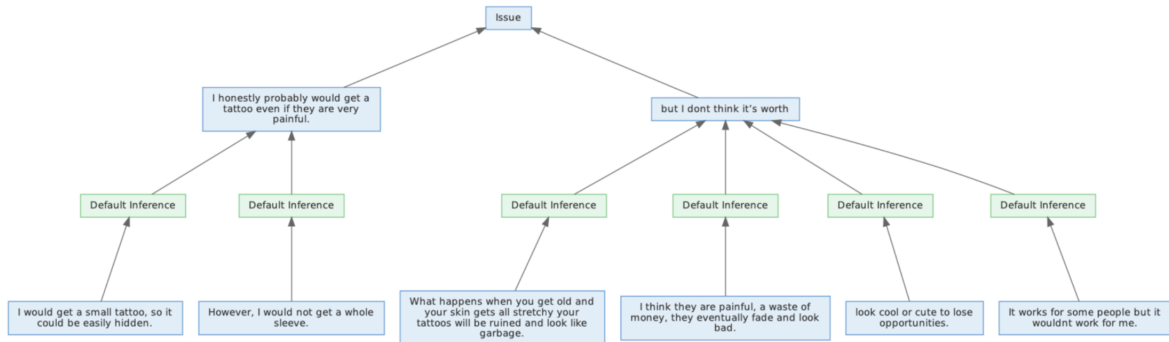 Issue
I honestly probably would get a
tattoo even if they are very
painful.
but I dont think it's worth
Default Inference
Default Inference
Default Inference
Default Inference
Default Inference
Default Inference
I would get a small tattoo, so it
could be easily hidden.
However, I would not get a whole
sleeve.
What happens when you get old and
your skin gets all stretchy your
tattoos will be ruined and look like
garbage.
I think they are painful, a waste of
money, they eventually fade and look
bad.
look cool or cute to lose
opportunities.
It works for some people but it
wouldnt work for me.